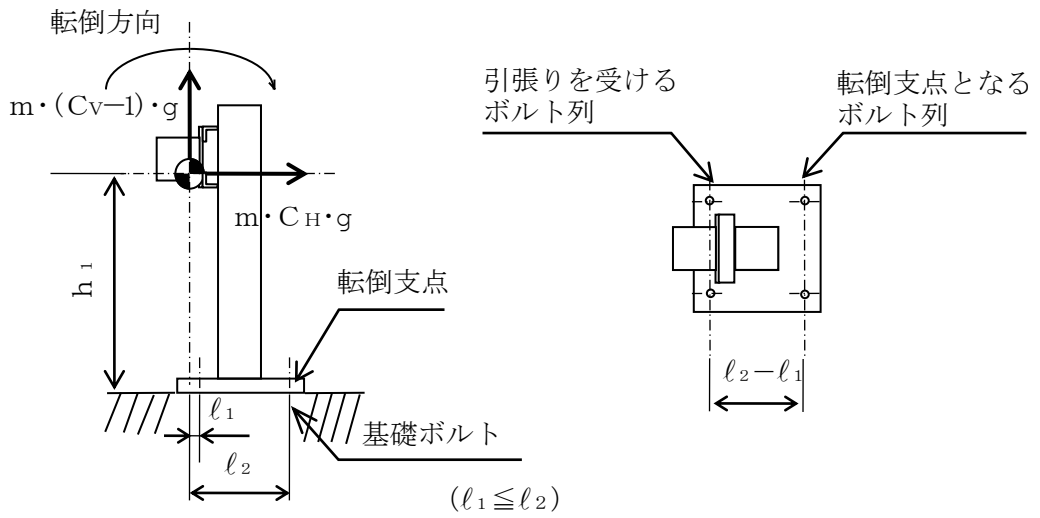 転倒方向
m・(Cv−1)・g
m・CH・g
h1
転倒支点
ℓ1
基礎ボルト
ℓ2
(ℓ1≦ℓ2)
引張りを受ける
ボルト列
転倒支点となる
ボルト列
ℓ2−ℓ1